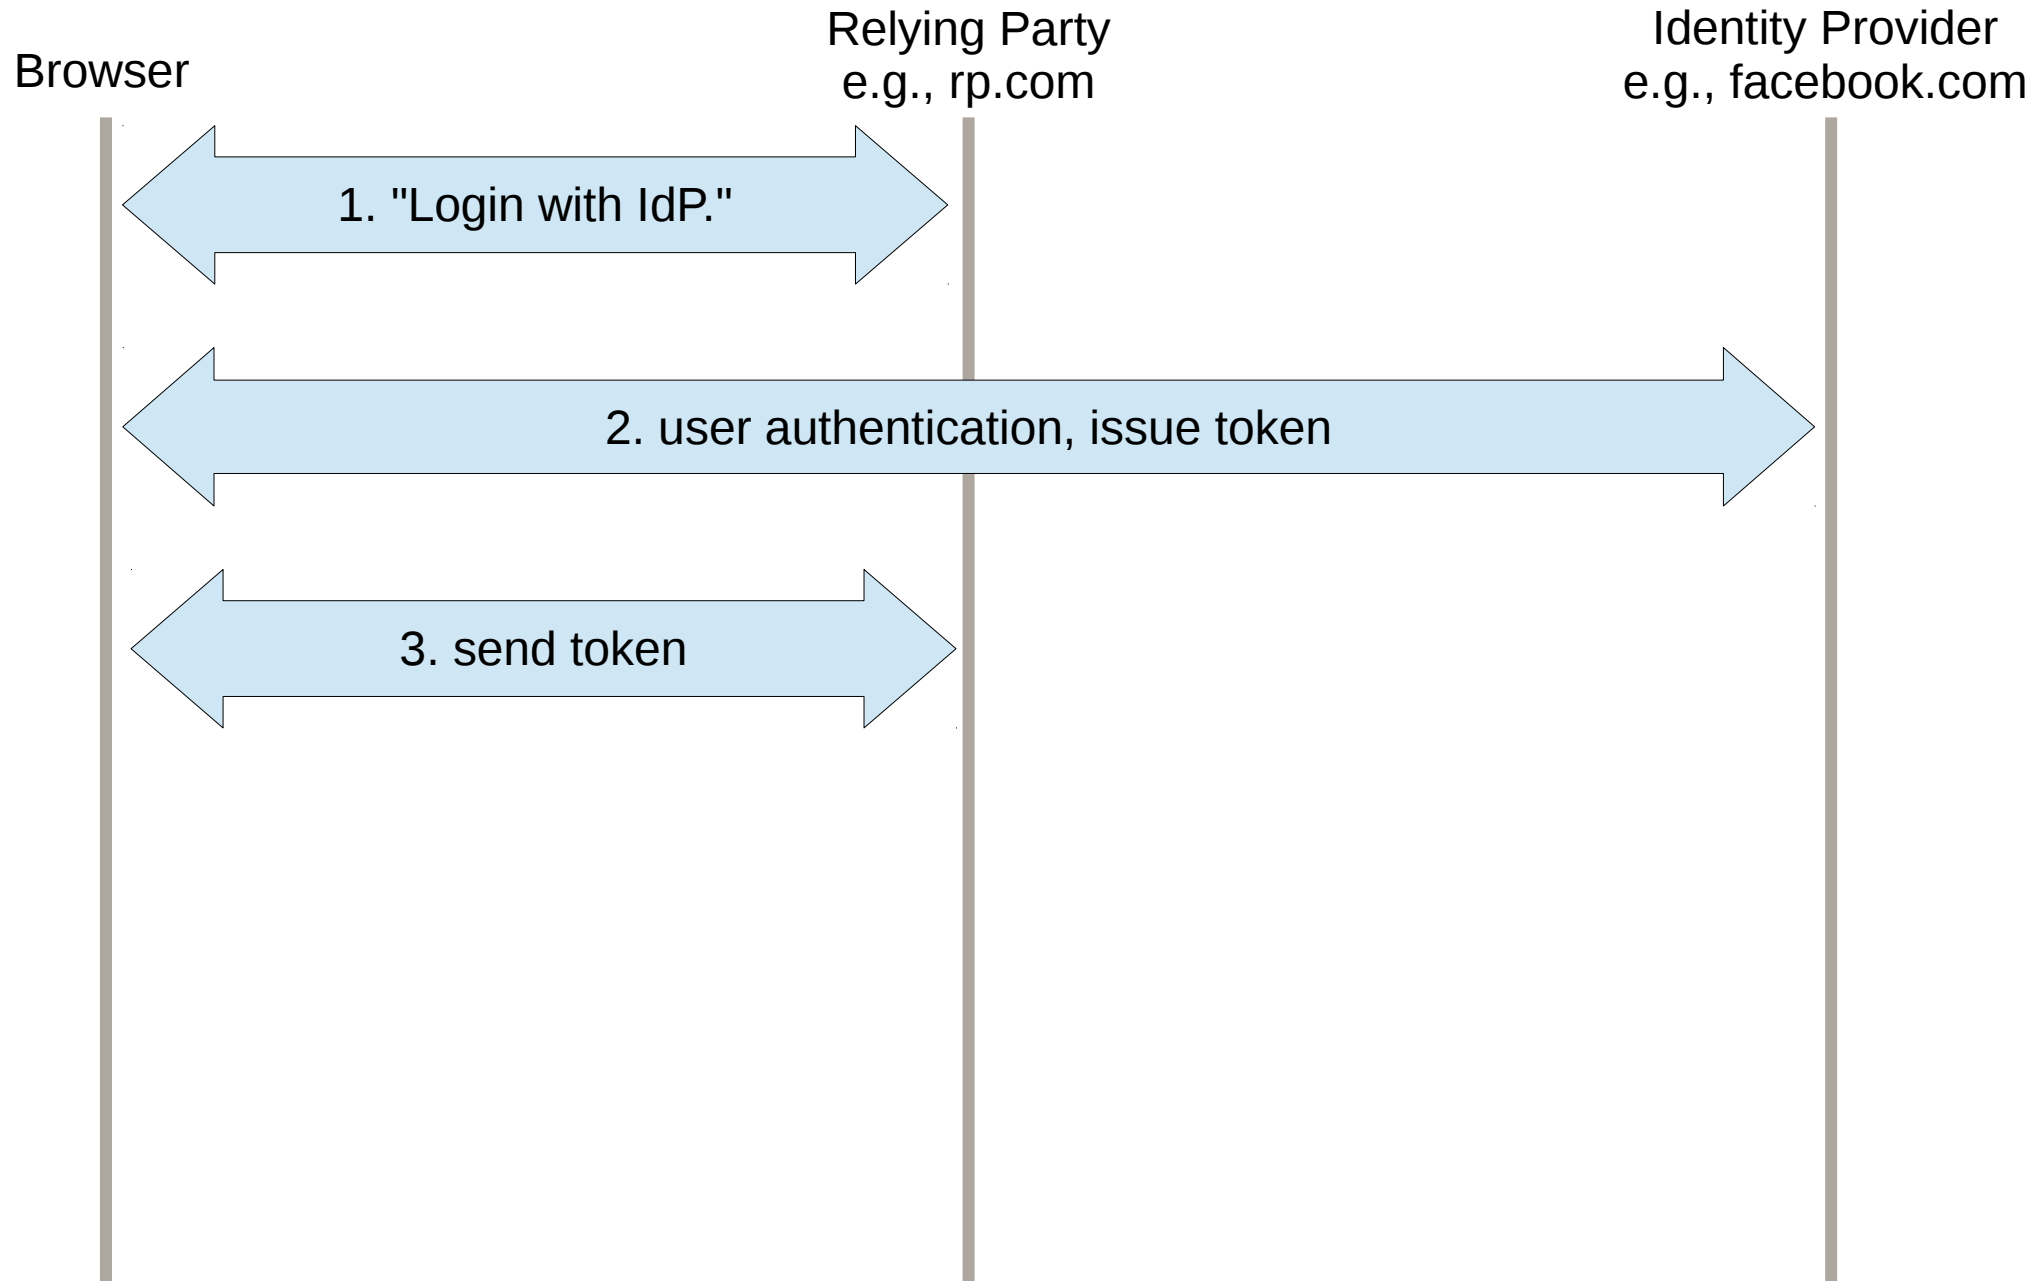 Browser
Relying Party
e.g., rp.com
Identity Provider
e.g., facebook.com
1. "Login with IdP."
2. user authentication, issue token
3. send token